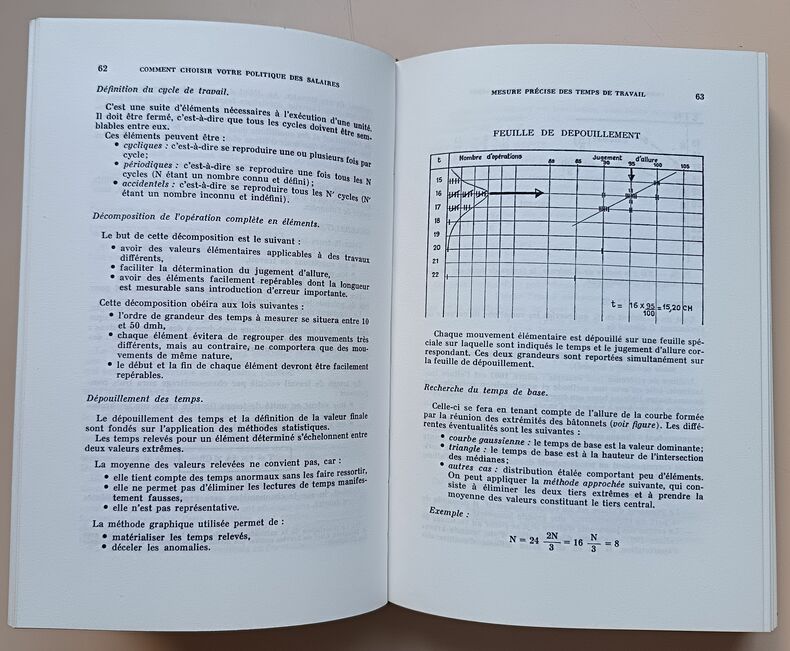 62 COMMENT CHOISIR VOTRE POLITIQUE DES SALAIRES
Définition du cycle de travail.
C'est une suite d'éléments nécessaires à l'exécution d'une unité.
Il doit être fermé, c'est-à-dire que tous les cycles doivent être sem-
blables entre eux.
Ces éléments peuvent être :
• cycliques : c'est-à-dire se reproduire une ou plusieurs fois par
cycle;
• périodiques : c'est-à-dire se reproduire une fois tous les N
cycles (N étant un nombre connu et défini);
• accidentels : c'est-à-dire se reproduire tous les N' cycles (N'
étant un nombre inconnu et indéfini).
Décomposition de l'opération complète en éléments.
Le but de cette décomposition est le suivant :
• avoir des valeurs élémentaires applicables à des travaux
différents,
• faciliter la détermination du jugement d'allure,
• avoir des éléments facilement repérables dont la longueur
est mesurable sans introduction d'erreur importante.
Cette décomposition obéira aux lois suivantes :
• l'ordre de grandeur des temps à mesurer se situera entre 10
et 50 dmh,
• chaque élément évitera de regrouper des mouvements très
différents, mais au contraire, ne comportera que des mou-
vements de même nature,
• le début et la fin de chaque élément devront être facilement
repérables.
Dépouillement des temps.
Le dépouillement des temps et la définition de la valeur finale
sont fondés sur l'application des méthodes statistiques.
Les temps relevés pour un élément déterminé s'échelonnent entre
deux valeurs extrêmes.
La moyenne des valeurs relevées ne convient pas, car :
• elle tient compte des temps anormaux sans les faire ressortir,
• elle ne permet pas d'éliminer les lectures de temps manifes-
tement fausses,
• elle n'est pas représentative.
La méthode graphique utilisée permet de :
• matérialiser les temps relevés,
• déceler les anomalies.
MESURE PRÉCISE DES TEMPS DE TRAVAIL 63
FEUILLE DE DEPOUILLEMENT
t Nombre d'opérations Jugement d'allure
80 85 90 95 100 105
15
16
17
18
19
20
21
22
t = 16 x 95/100 = 15,20 CH
Chaque mouvement élémentaire est dépouillé sur une feuille spé-
ciale sur laquelle sont indiqués le temps et le jugement d'allure cor-
respondant. Ces deux grandeurs sont reportées simultanément sur
la feuille de dépouillement.
Recherche du temps de base.
Celle-ci se fera en tenant compte de l'allure de la courbe formée
par la réunion des extrémités des bâtonnets (voir figure). Les diffé-
rentes éventualités sont les suivantes :
• courbe gaussienne : le temps de base est la valeur dominante;
• triangle : le temps de base est à la hauteur de l'intersection
des médianes;
• autres cas : distribution étalée comportant peu d'éléments.
On peut appliquer la méthode approchée suivante, qui con-
siste à éliminer les deux tiers extrêmes et à prendre la
moyenne des valeurs constituant le tiers central.
Exemple :
N = 24 2N/3 = 16 N/3 = 8